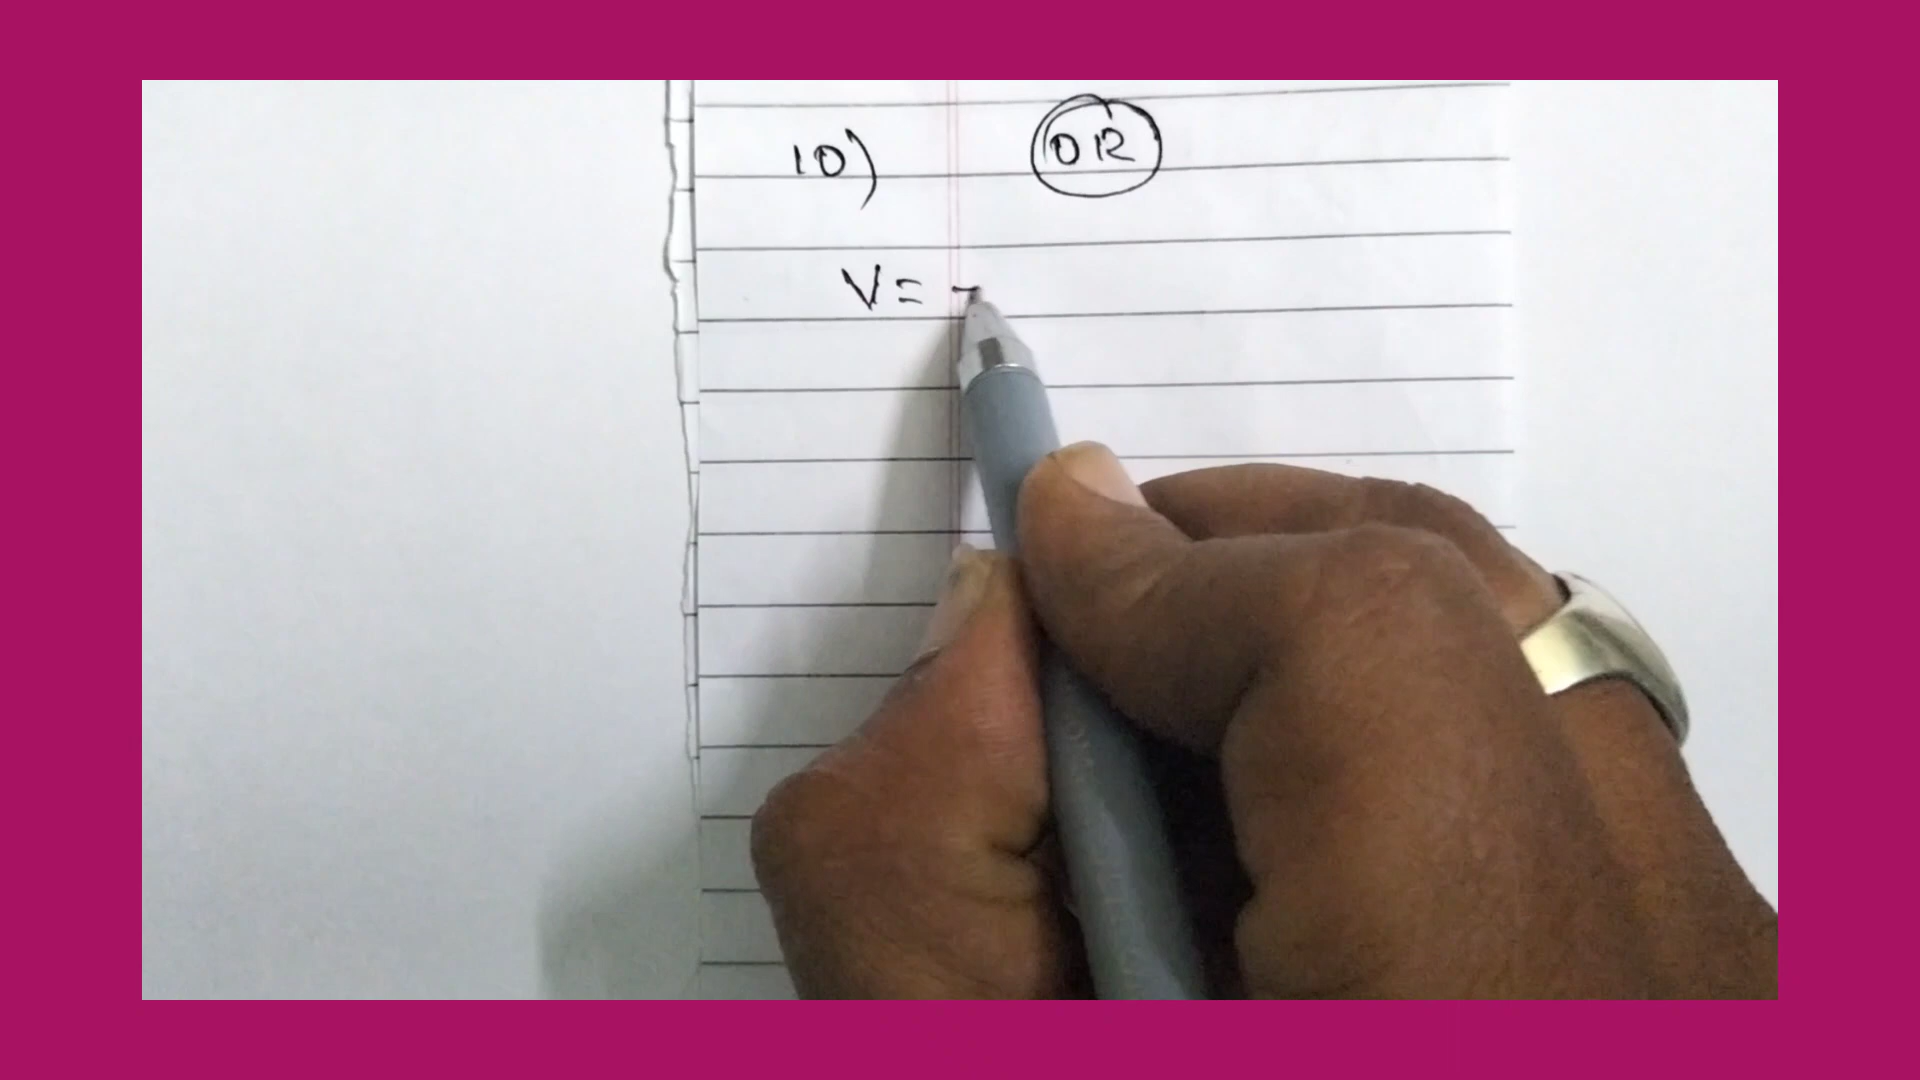 10) OR
V = -